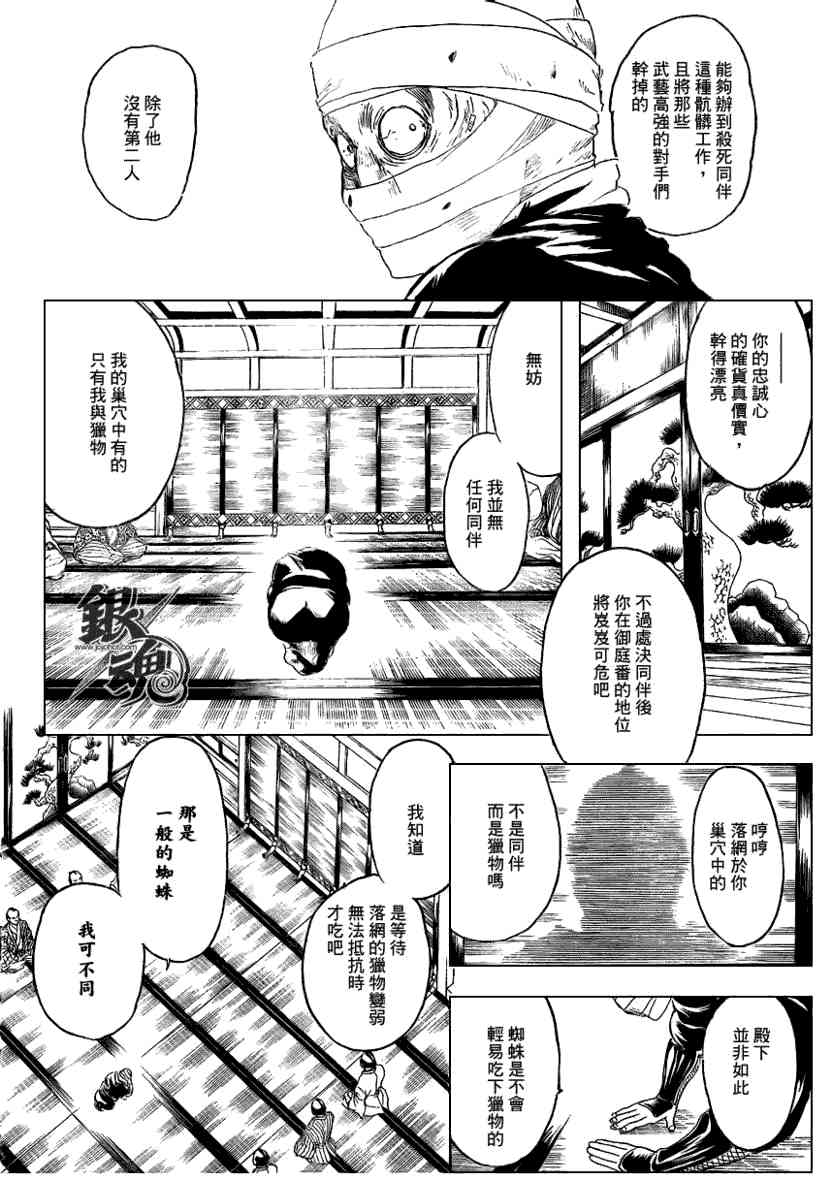 能夠辦到殺死同伴
這種骯髒工作，
且將那些
武藝高強的對手們
幹掉的
除了他
沒有第二人
——
你的忠誠心
的確貨真價實，
幹得漂亮
不過處決同伴後
你在御庭番的地位
將岌岌可危吧
無妨
我並無
任何同伴
我的巢穴中有的
只有我與獵物
銀魂
www.jojohot.com
哼哼
落網於你
巢穴中的
不是同伴
而是獵物嗎
殿下
並非如此
蜘蛛是不會
輕易吃下獵物的
我知道
是等待
落網的獵物變弱
無法抵抗時
才吃吧
那是
一般的蜘蛛
我可不同